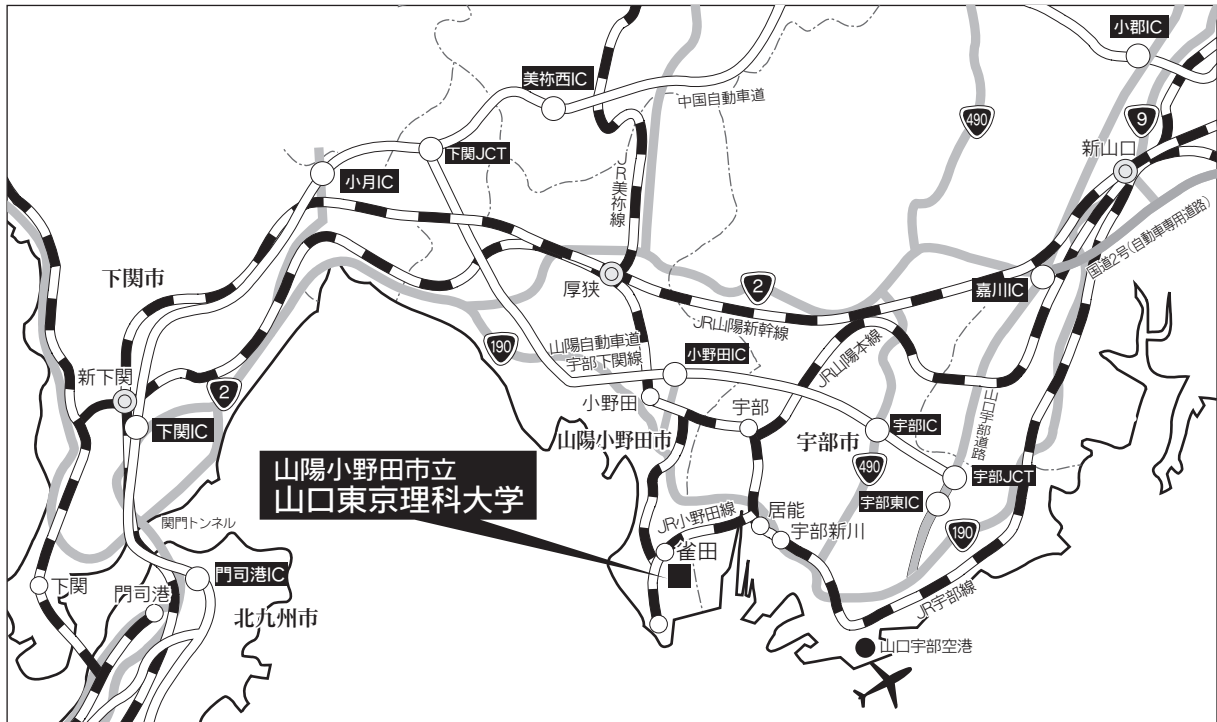 小郡IC
美祢西IC
中国自動車道
490
9
新山口
下関JCT
小月IC
JR美祢線
国道2号(自動車専用道路)
下関市
厚狭
2
嘉川IC
JR山陽新幹線
190
山陽自動車道
宇部下関線
小野田IC
JR山陽本線
新下関
2
小野田
宇部
山口宇部道路
下関IC
山陽小野田市
宇部市
宇部IC
山陽小野田市立
山口東京理科大学
490
宇部JCT
宇部東IC
関門トンネル
JR小野田線
居能
宇部新川
190
雀田
下関
門司港IC
門司港
北九州市
JR宇部線
山口宇部空港